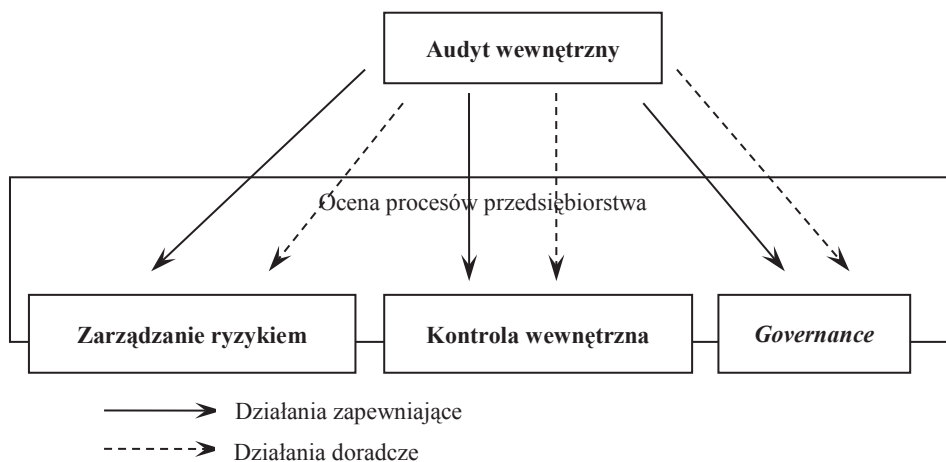 Audyt wewnętrzny
Ocena procesów przedsiębiorstwa
Zarządzanie ryzykiem
Kontrola wewnętrzna
Governance
Działania zapewniające
Działania doradcze